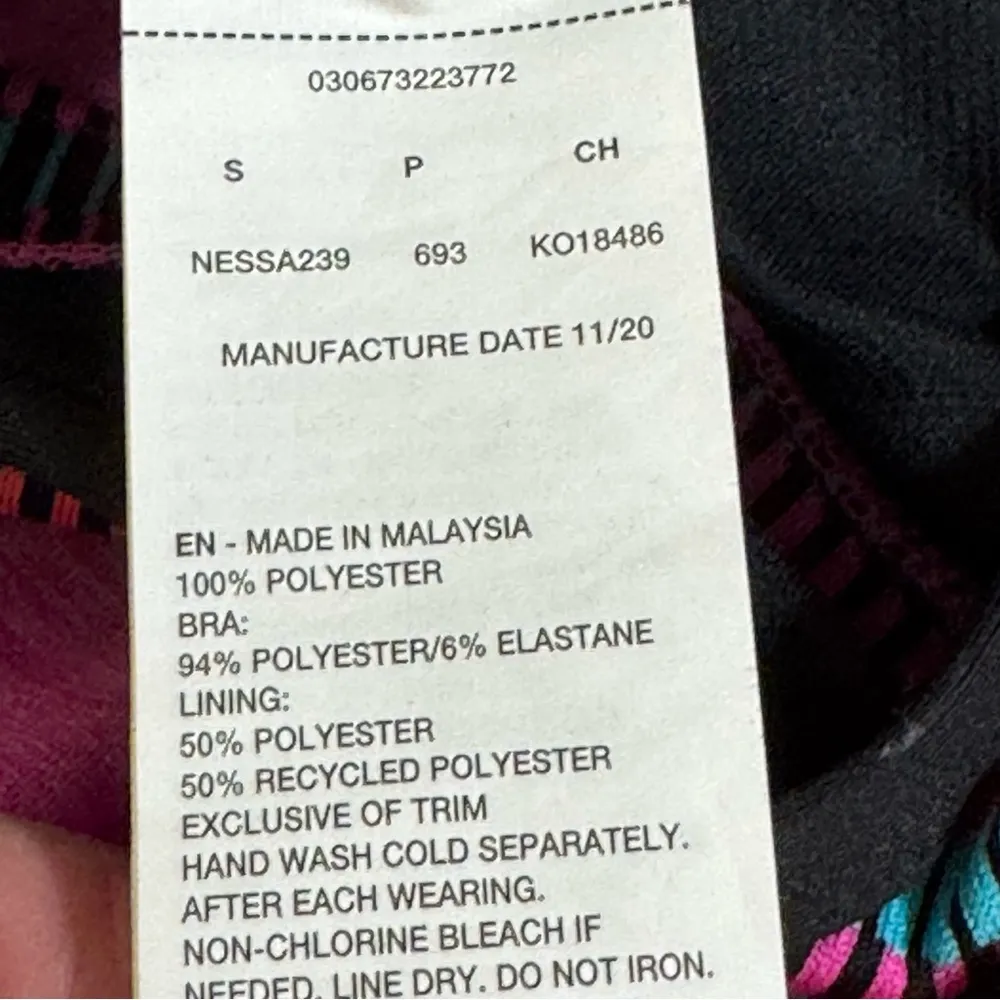 030673223772
S P CH
NESSA239 693 KO18486
MANUFACTURE DATE 11/20
EN - MADE IN MALAYSIA
100% POLYESTER
BRA:
94% POLYESTER/6% ELASTANE
LINING:
50% POLYESTER
50% RECYCLED POLYESTER
EXCLUSIVE OF TRIM
HAND WASH COLD SEPARATELY.
AFTER EACH WEARING.
NON-CHLORINE BLEACH IF
NEEDED. LINE DRY. DO NOT IRON.